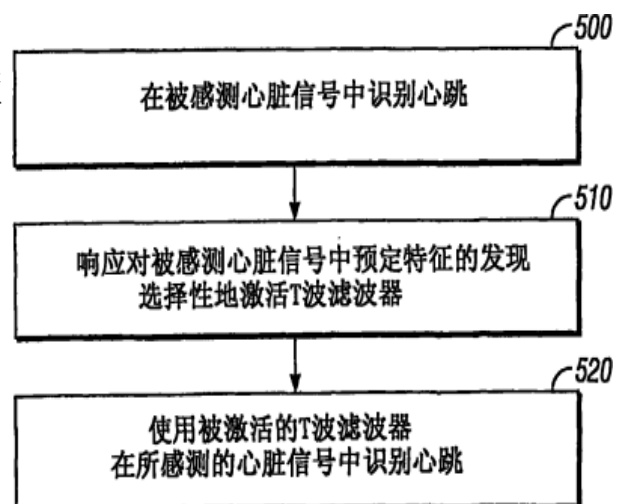 500
在被感测心脏信号中识别心跳
510
响应对被感测心脏信号中预定特征的发现
选择性地激活T波滤波器
520
使用被激活的T波滤波器
在所感测的心脏信号中识别心跳